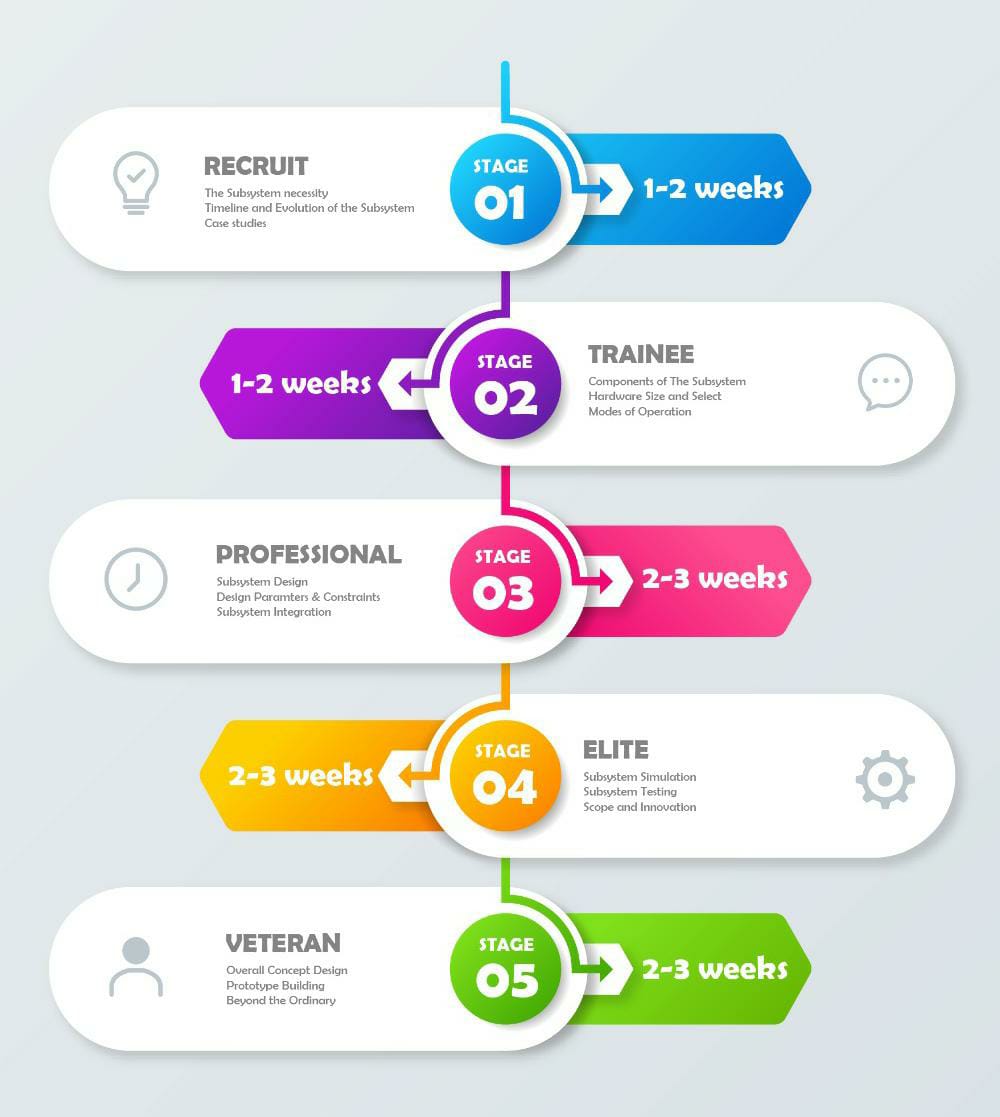 RECRUIT
The Subsystem necessity
Timeline and Evolution of the Subsystem
Case studies
STAGE
01
1-2 weeks
1-2 weeks
STAGE
02
TRAINEE
Components of The Subsystem
Hardware Size and Select
Modes of Operation
PROFESSIONAL
Subsystem Design
Design Paramters & Constraints
Subsystem Integration
STAGE
03
2-3 weeks
2-3 weeks
STAGE
04
ELITE
Subsystem Simulation
Subsystem Testing
Scope and Innovation
VETERAN
Overall Concept Design
Prototype Building
Beyond the Ordinary
STAGE
05
2-3 weeks